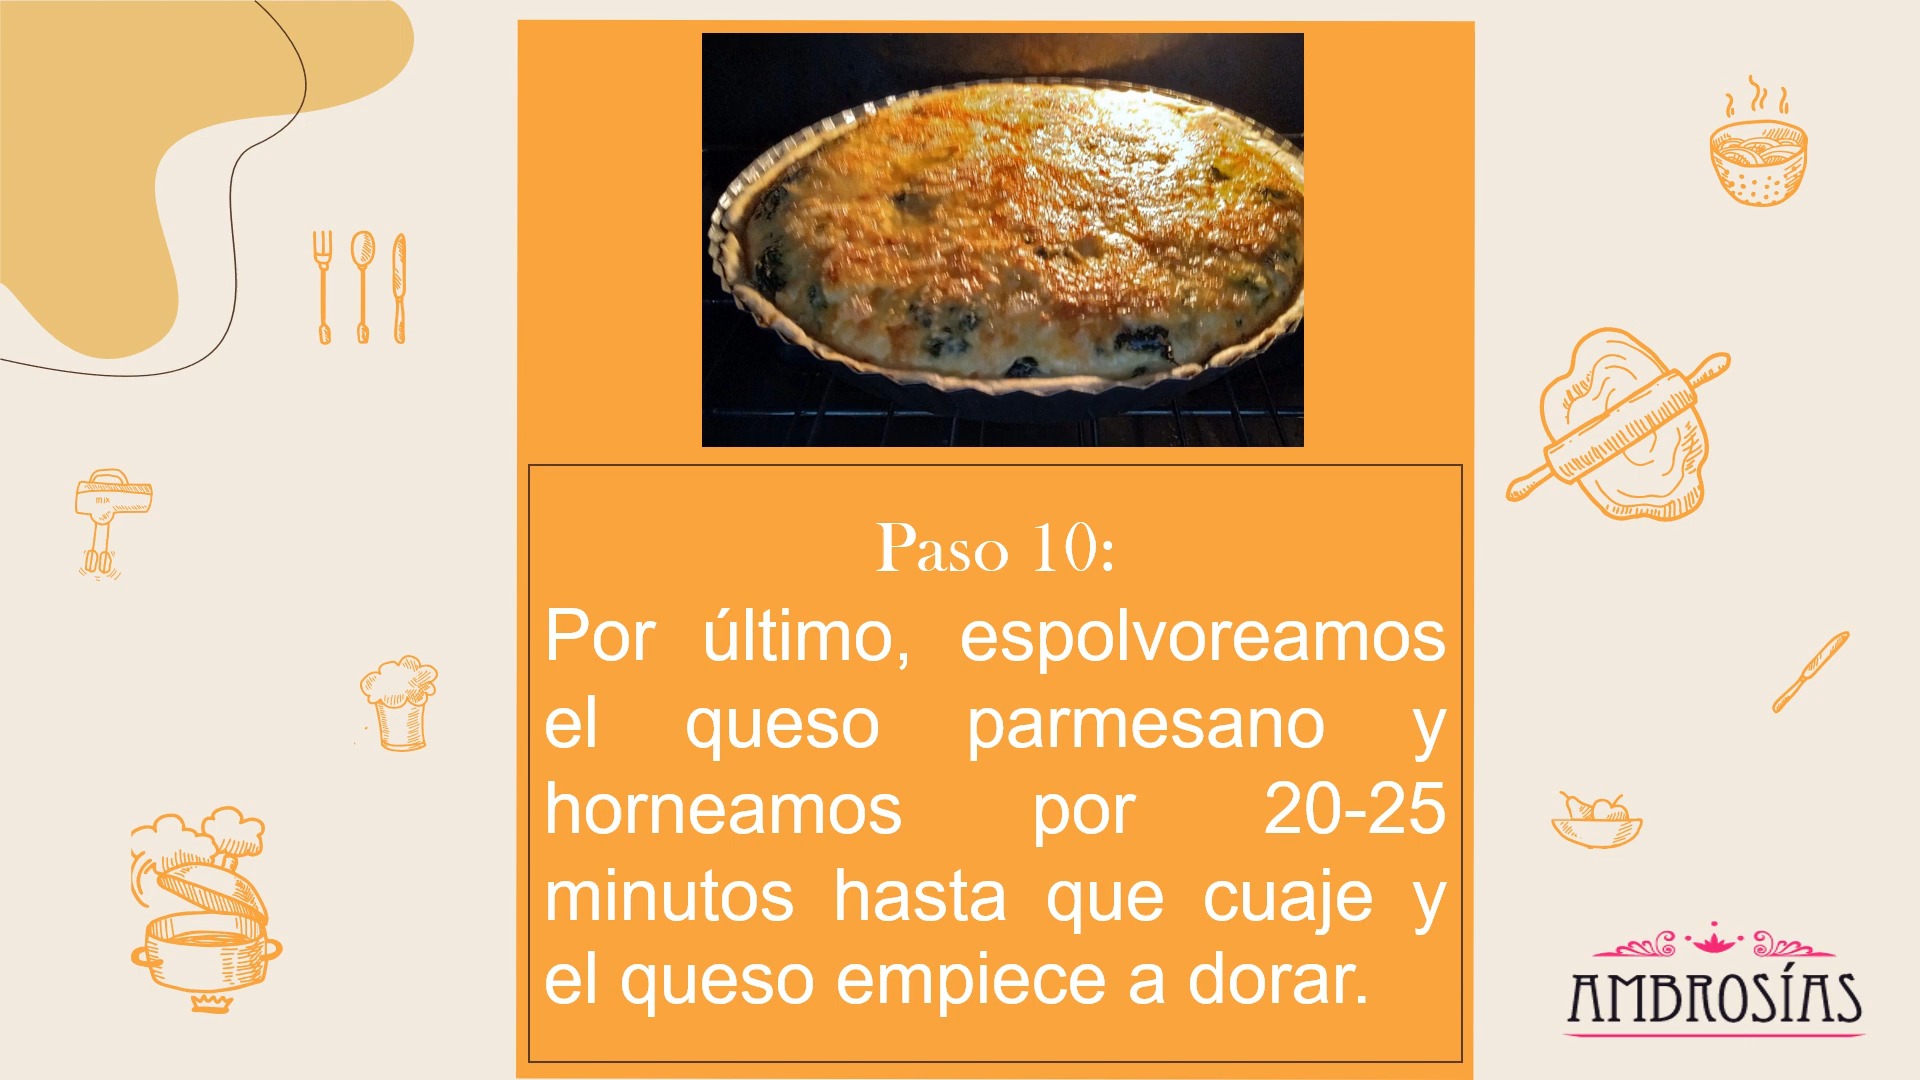 Paso 10:
Por último, espolvoreamos
el queso parmesano y
horneamos por 20-25
minutos hasta que cuaje y
el queso empiece a dorar.
mix
AMBROSÍAS